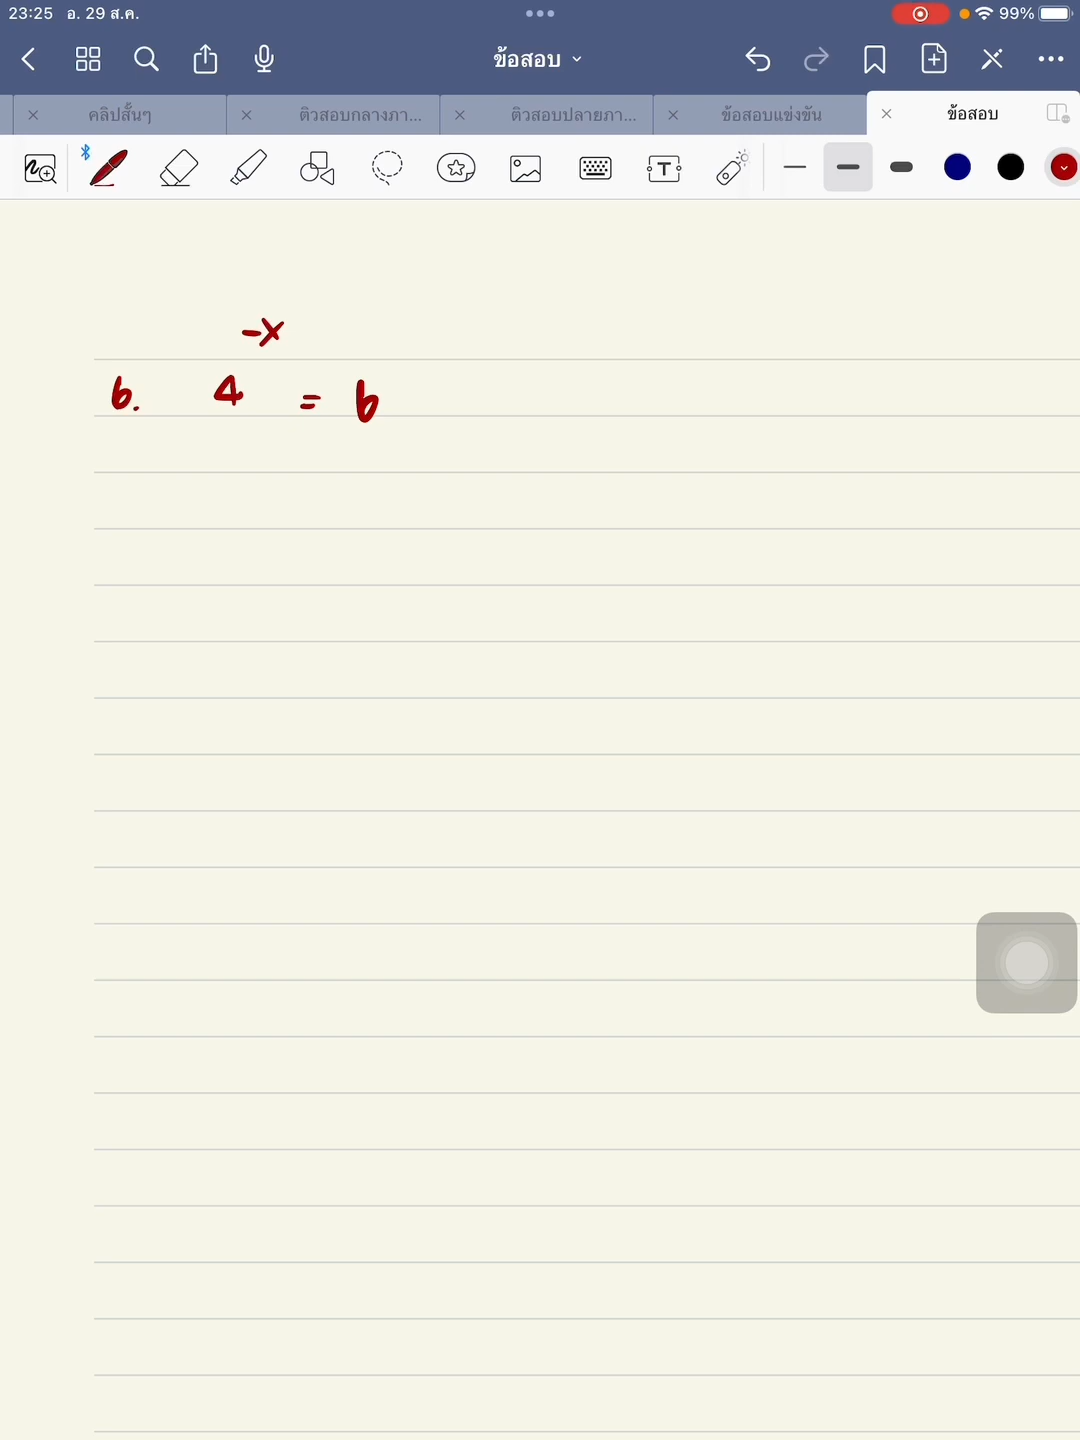 23:25 อ. 29 ส.ค. 99%
ข้อสอบ
คลิปสั้นๆ ติวสอบกลางภา... ติวสอบปลายภา... ข้อสอบแข่งขัน ข้อสอบ
T
-x
6. 4 = 6